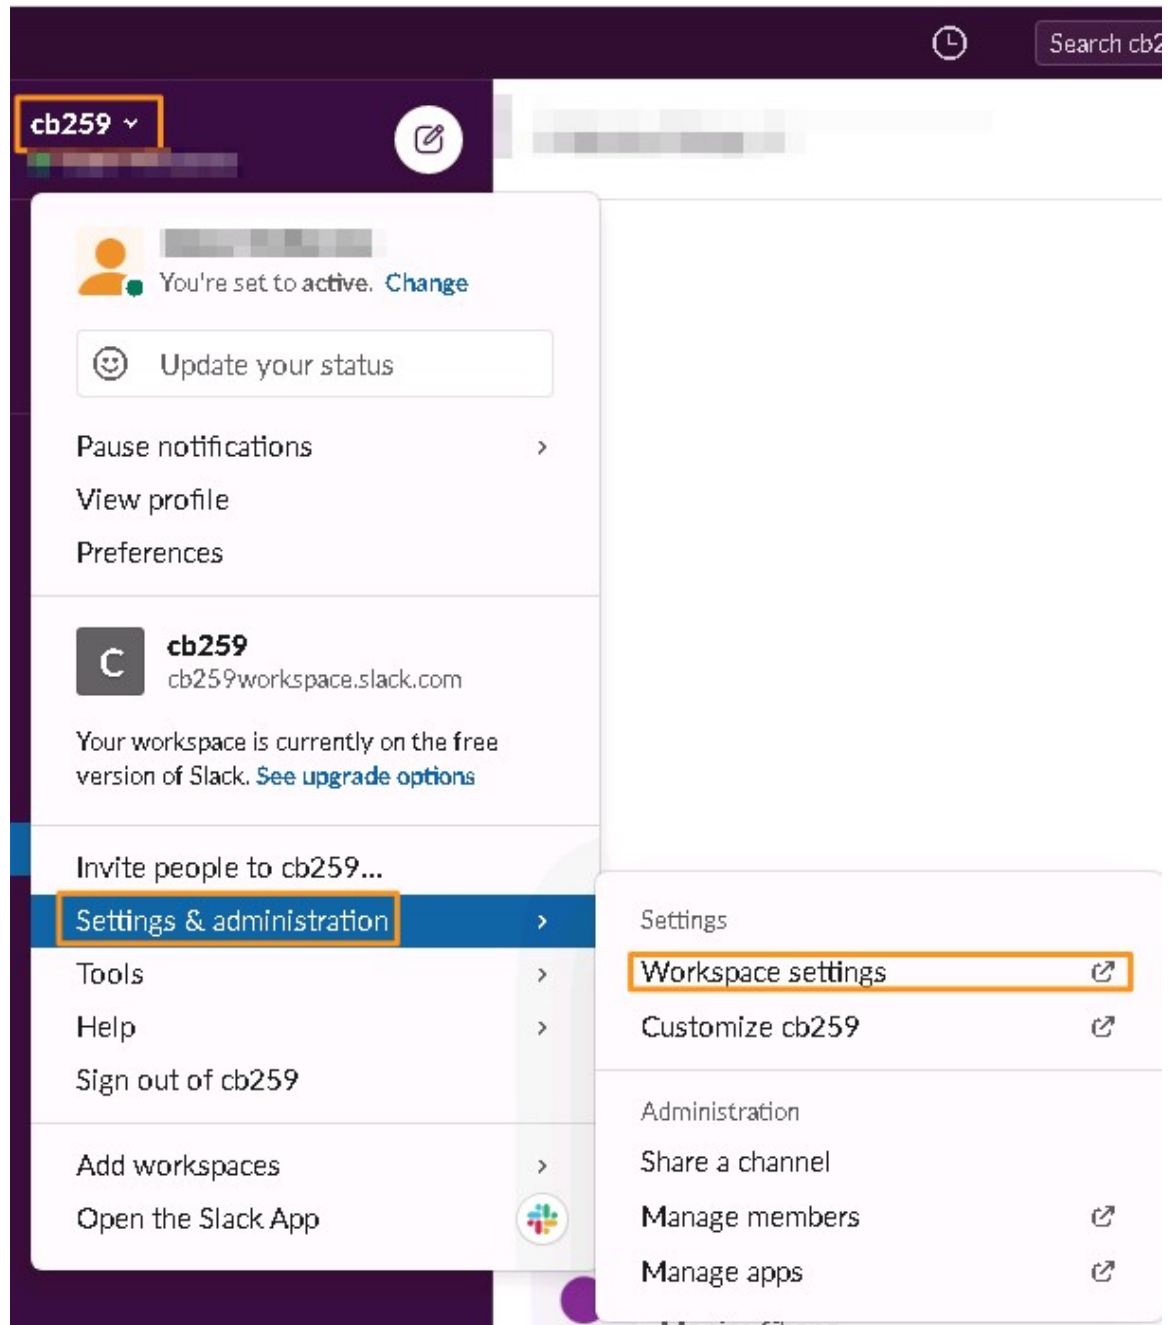 Search cb2
cb259
You're set to active. Change
Update your status
Pause notifications
View profile
Preferences
C
cb259
cb259workspace.slack.com
Your workspace is currently on the free
version of Slack. See upgrade options
Invite people to cb259...
Settings & administration
Tools
Help
Sign out of cb259
Add workspaces
Open the Slack App
Settings
Workspace settings
Customize cb259
Administration
Share a channel
Manage members
Manage apps